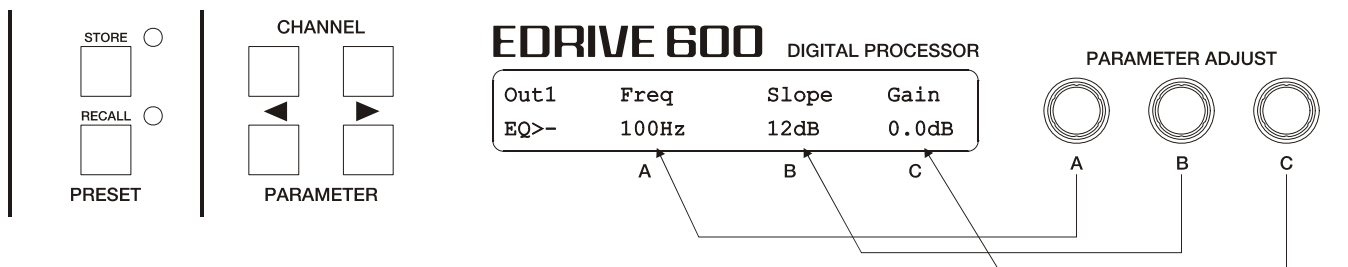 STORE
RECALL
PRESET
CHANNEL
PARAMETER
EDRIVE 600 DIGITAL PROCESSOR
Out1 Freq Slope Gain
EQ>- 100Hz 12dB 0.0dB
A B C
PARAMETER ADJUST
A B C